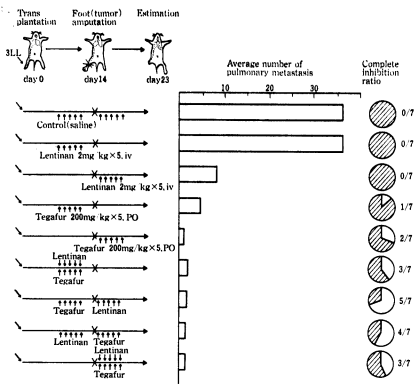 Trans plantation
Foot(tumor) amputation
Estimation
3LL
day 0
day14
day23
Average number of pulmonary metastasis
Complete inhibition ratio
10 20 30
Control(saline)
0/7
Lentinan 2mg kg×5, iv
0/7
Lentinan 2mg kg×5, iv
0/7
Tegafur 200mg/kg×5, PO
1/7
Tegafur 200mg/kg×5, PO
2/7
Lentinan
Tegafur
3/7
Tegafur Lentinan
5/7
Lentinan Tegafur
4/7
Lentinan
Tegafur
3/7